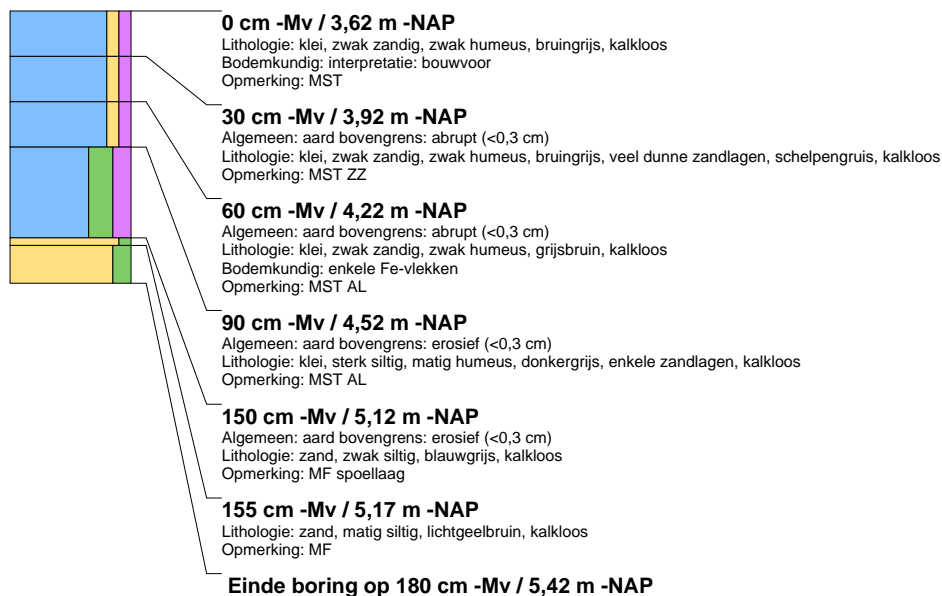 0 cm -Mv / 3,62 m -NAP
Lithologie: klei, zwak zandig, zwak humeus, bruingrijs, kalkloos
Bodemkundig: interpretatie: bouwvoor
Opmerking: MST
30 cm -Mv / 3,92 m -NAP
Algemeen: aard bovengrens: abrupt (<0,3 cm)
Lithologie: klei, zwak zandig, zwak humeus, bruingrijs, veel dunne zandlagen, schelpengruis, kalkloos
Opmerking: MST ZZ
60 cm -Mv / 4,22 m -NAP
Algemeen: aard bovengrens: abrupt (<0,3 cm)
Lithologie: klei, zwak zandig, zwak humeus, grijsbruin, kalkloos
Bodemkundig: enkele Fe-vlekken
Opmerking: MST AL
90 cm -Mv / 4,52 m -NAP
Algemeen: aard bovengrens: erosief (<0,3 cm)
Lithologie: klei, sterk siltig, matig humeus, donkergrijs, enkele zandlagen, kalkloos
Opmerking: MST AL
150 cm -Mv / 5,12 m -NAP
Algemeen: aard bovengrens: erosief (<0,3 cm)
Lithologie: zand, zwak siltig, blauwgrijs, kalkloos
Opmerking: MF spoellaag
155 cm -Mv / 5,17 m -NAP
Lithologie: zand, matig siltig, lichtgeelbruin, kalkloos
Opmerking: MF
Einde boring op 180 cm -Mv / 5,42 m -NAP